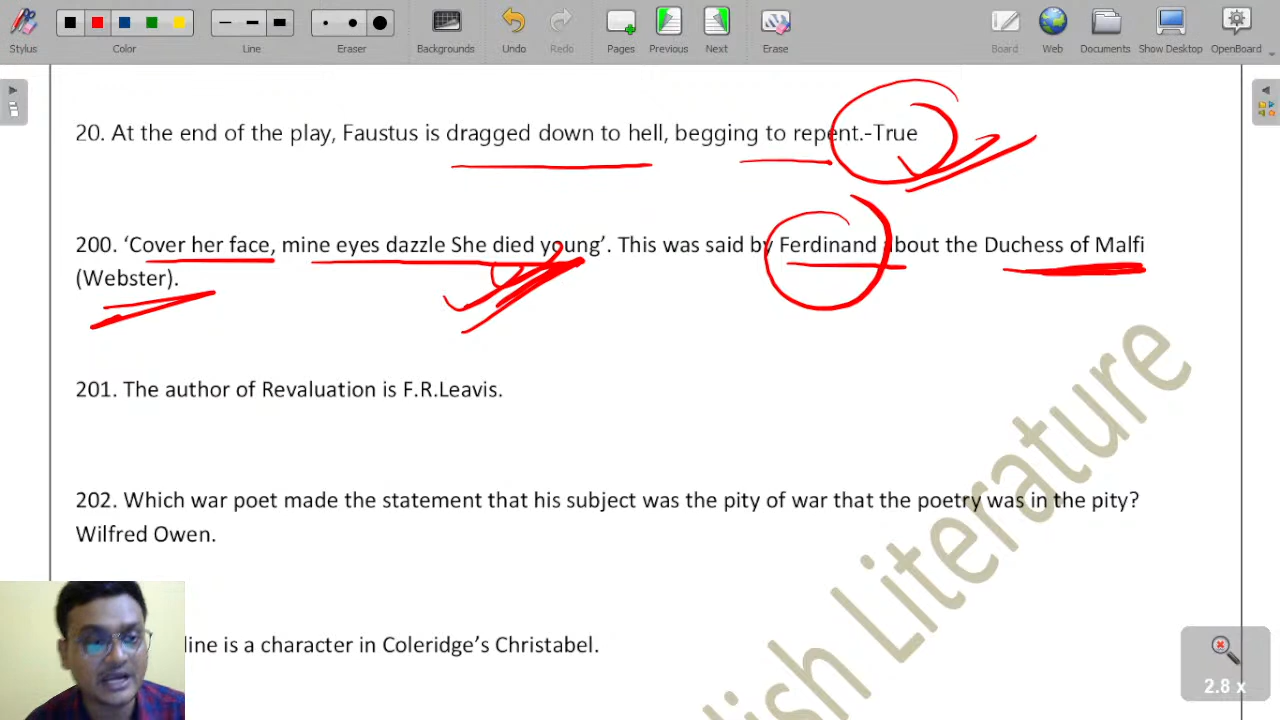 Stylus
Color
Line
Eraser
Backgrounds
Undo
Redo
Pages
Previous
Next
Erase
Board
Web
Documents
Show Desktop
OpenBoard
20. At the end of the play, Faustus is dragged down to hell, begging to repent.-True
200. ‘Cover her face, mine eyes dazzle She died young’. This was said by Ferdinand about the Duchess of Malfi
(Webster).
201. The author of Revaluation is F.R.Leavis.
202. Which war poet made the statement that his subject was the pity of war that the poetry was in the pity?
Wilfred Owen.
is a character in Coleridge’s Christabel.
Literature
2.8 x